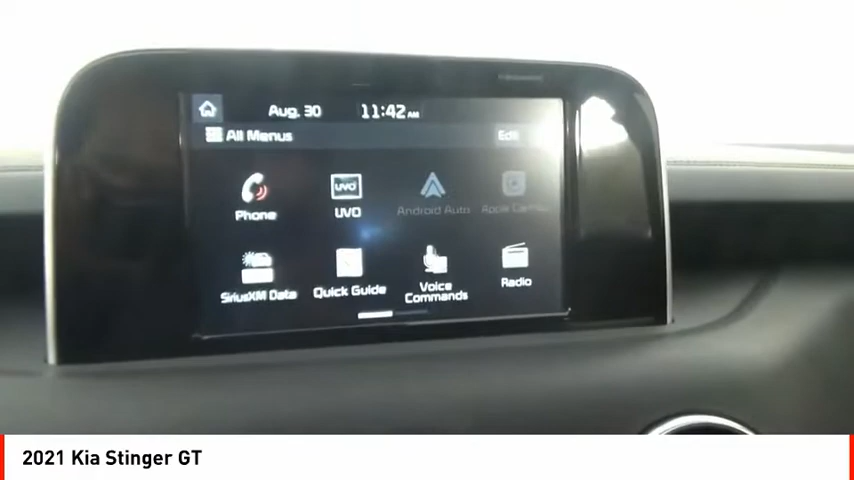 Aug. 30 11:42 AM
All Menus Edit
Phone UVO UVO Android Auto Apple CarPlay
SiriusXM Data Quick Guide Voice Commands Radio
2021 Kia Stinger GT